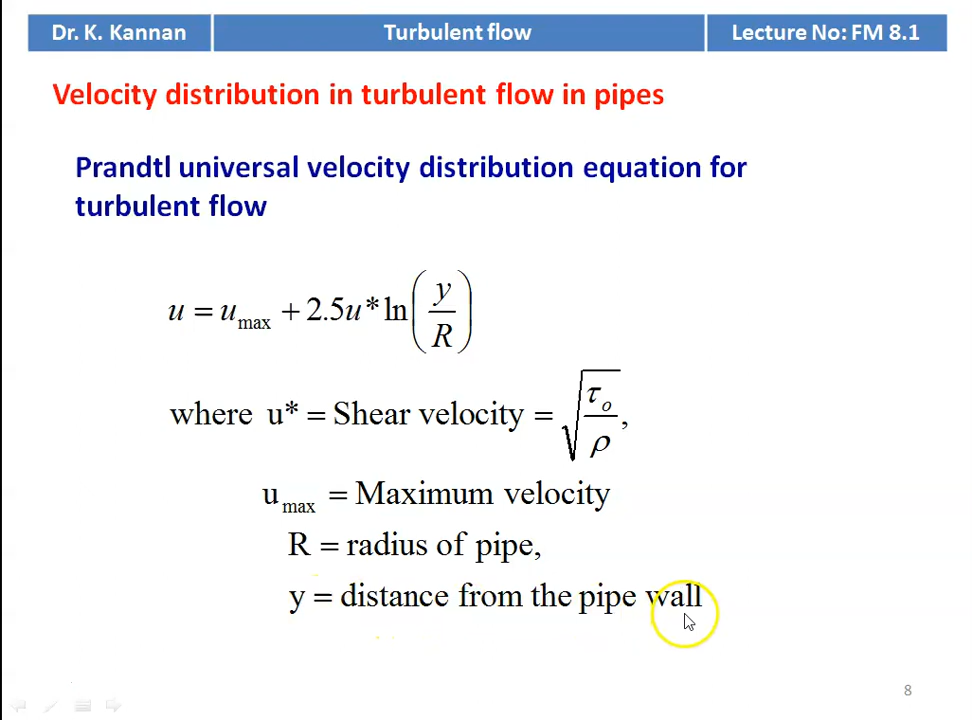 Dr. K. Kannan Turbulent flow Lecture No: FM 8.1
Velocity distribution in turbulent flow in pipes
Prandtl universal velocity distribution equation for
turbulent flow
u = u_max + 2.5u* ln(y/R)
where u* = Shear velocity = √(τ_o/ρ),
u_max = Maximum velocity
R = radius of pipe,
y = distance from the pipe wall
8